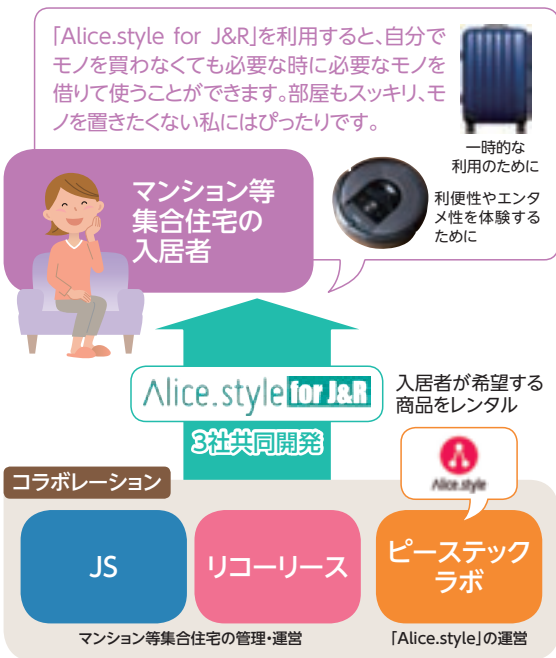 「Alice.style for J&R」を利用すると、自分で
モノを買わなくても必要な時に必要なモノを
借りて使うことができます。部屋もスッキリ、モ
ノを置きたくない私にはぴったりです。
一時的な
利用のために
利便性やエンタ
メ性を体験する
ために
マンション等
集合住宅の
入居者
Alice.style for J&R
3社共同開発
入居者が希望する
商品をレンタル
Alice.style
コラボレーション
JS
リコーリース
ピーステック
ラボ
マンション等集合住宅の管理・運営
「Alice.style」の運営